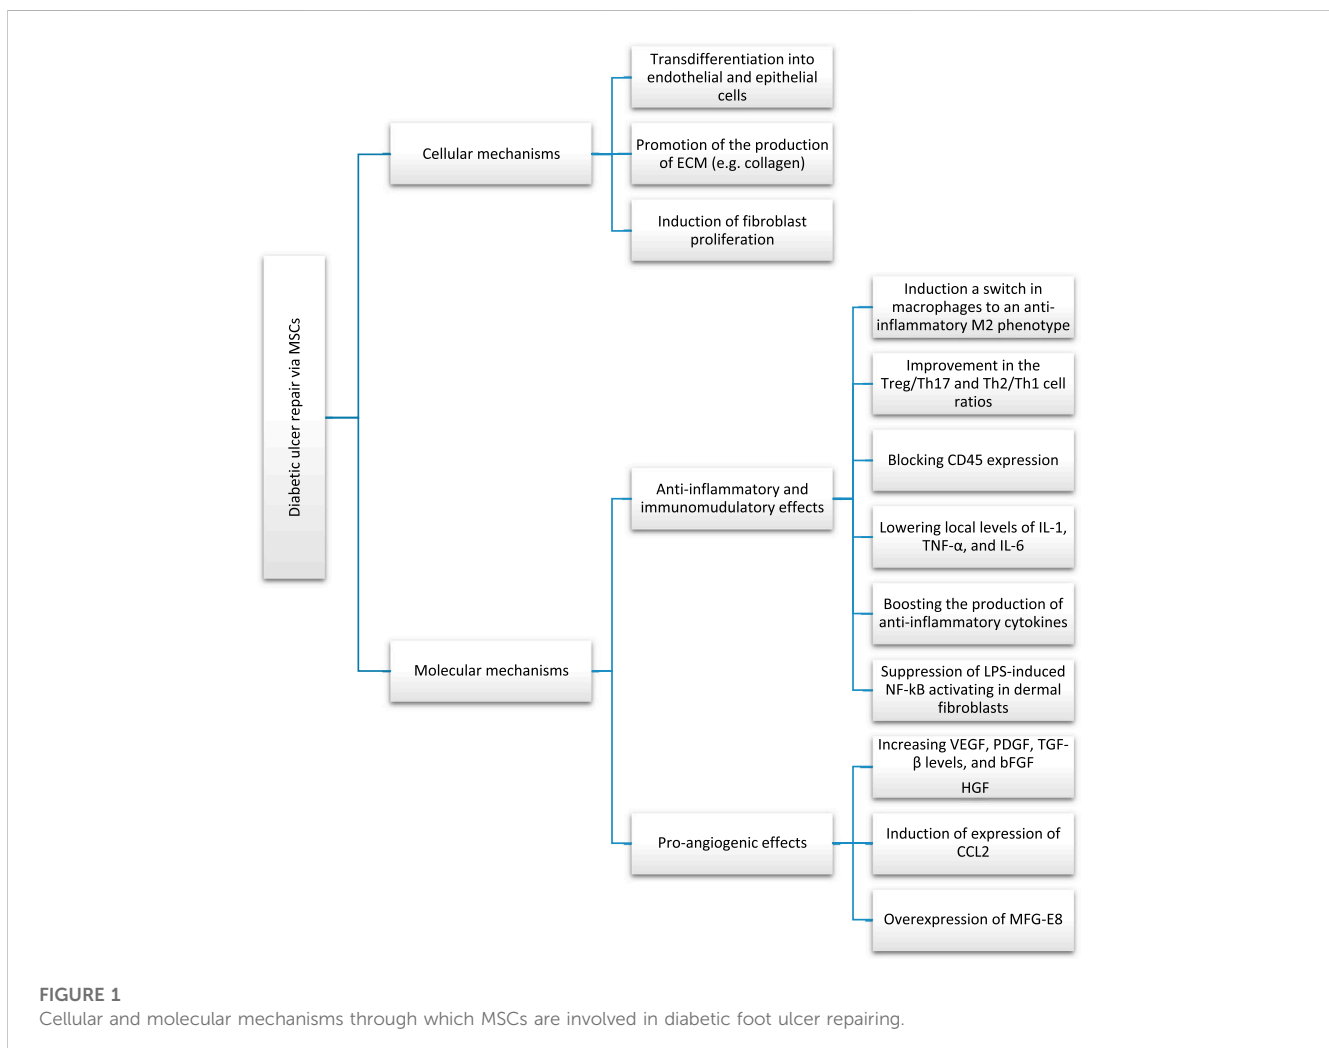 Transdifferentiation into
endothelial and epithelial
cells
Cellular mechanisms
Promotion of the production
of ECM (e.g. collagen)
Induction of fibroblast
proliferation
Diabetic ulcer repair via MSCs
Induction a switch in
macrophages to an anti-
inflammatory M2 phenotype
Improvement in the
Treg/Th17 and Th2/Th1 cell
ratios
Blocking CD45 expression
Anti-inflammatory and
immunomudulatory effects
Lowering local levels of IL-1,
TNF-α, and IL-6
Boosting the production of
anti-inflammatory cytokines
Molecular mechanisms
Suppression of LPS-induced
NF-kB activating in dermal
fibroblasts
Increasing VEGF, PDGF, TGF-
β levels, and bFGF
HGF
Pro-angiogenic effects
Induction of expression of
CCL2
Overexpression of MFG-E8
FIGURE 1
Cellular and molecular mechanisms through which MSCs are involved in diabetic foot ulcer repairing.